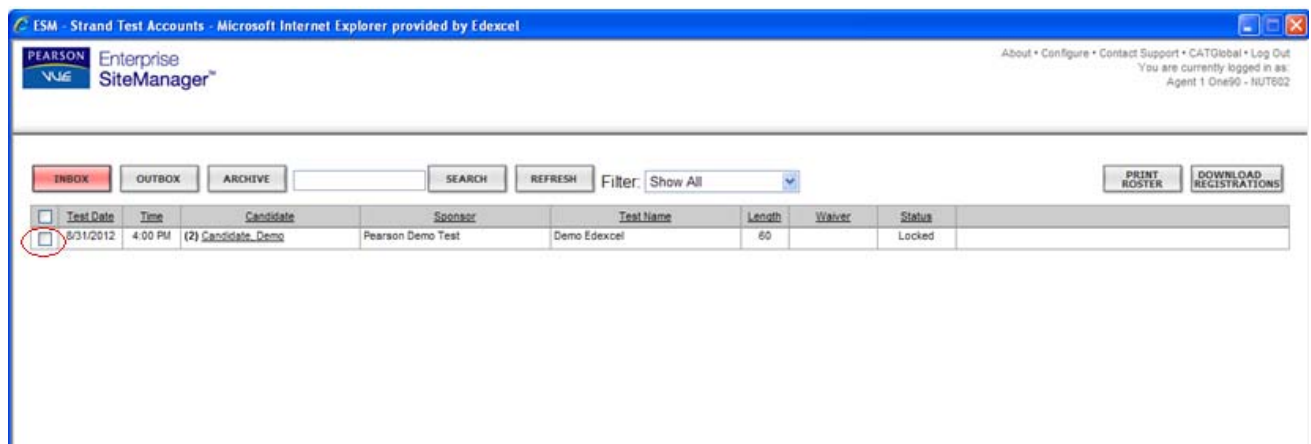 ESM - Strand Test Accounts - Microsoft Internet Explorer provided by Edexcel
PEARSON VUE Enterprise SiteManager™
About • Configure • Contact Support • CATGlobal • Log Out
You are currently logged in as:
Agent 1 One90 - NUT602
INBOX OUTBOX ARCHIVE SEARCH REFRESH Filter: Show All PRINT ROSTER DOWNLOAD REGISTRATIONS
Test Date Time Candidate Sponsor Test Name Length Waiver Status
8/31/2012 4:00 PM (2) Candidate, Demo Pearson Demo Test Demo Edexcel 60 Locked